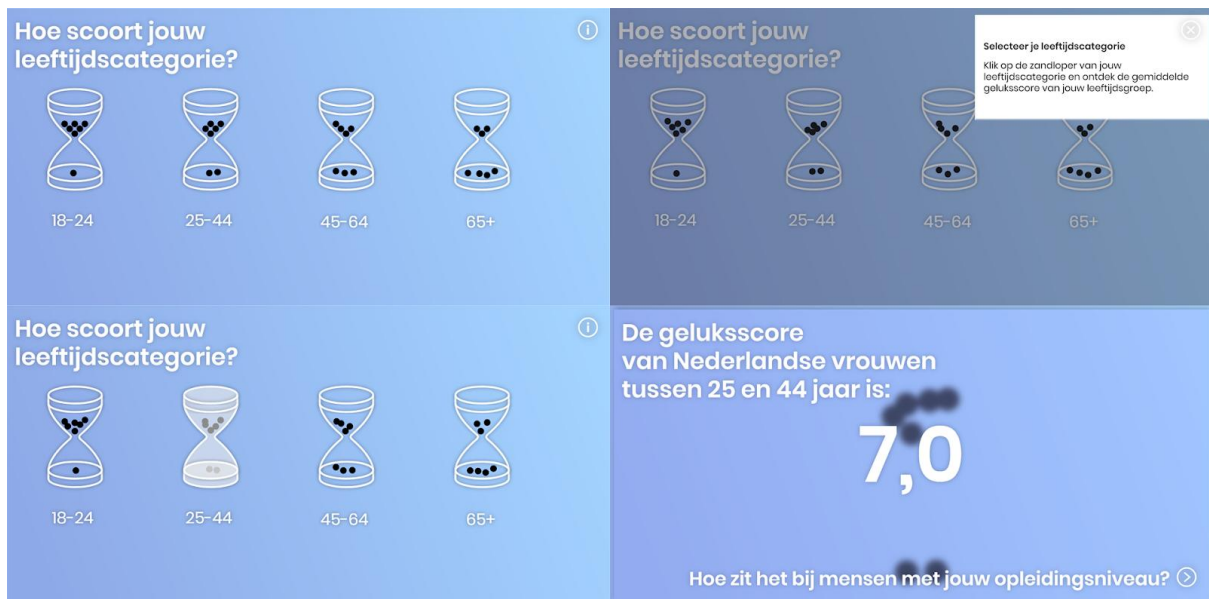 Hoe scoort jouw
leeftijdscategorie?
18-24
25-44
45-64
65+
Hoe scoort jouw
leeftijdscategorie?
Selecteer je leeftijdscategorie
Klik op de zandloper van jouw
leeftijdscategorie en ontdek de gemiddelde
geluksscore van jouw leeftijdsgroep.
18-24
25-44
45-64
65+
Hoe scoort jouw
leeftijdscategorie?
18-24
25-44
45-64
65+
De geluksscore
van Nederlandse vrouwen
tussen 25 en 44 jaar is:
7,0
Hoe zit het bij mensen met jouw opleidingsniveau?